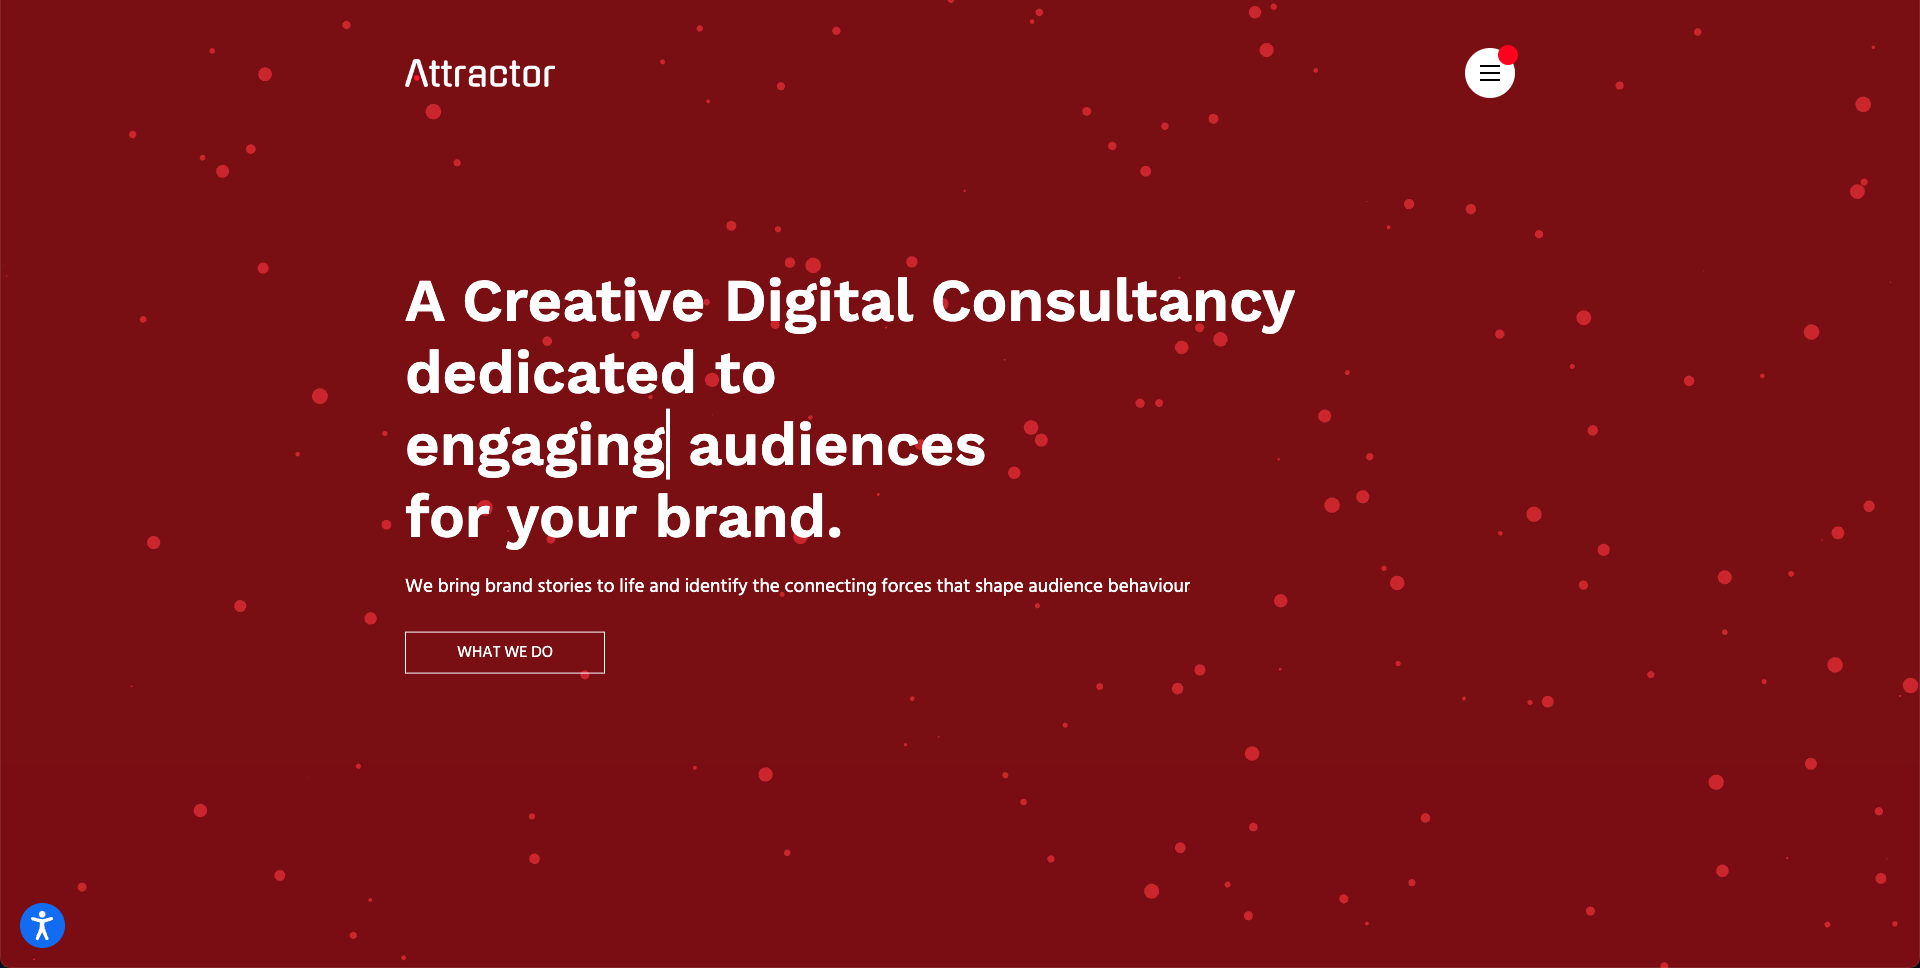 Attractor
A Creative Digital Consultancy
dedicated to
engaging audiences
for your brand.
We bring brand stories to life and identify the connecting forces that shape audience behaviour
WHAT WE DO